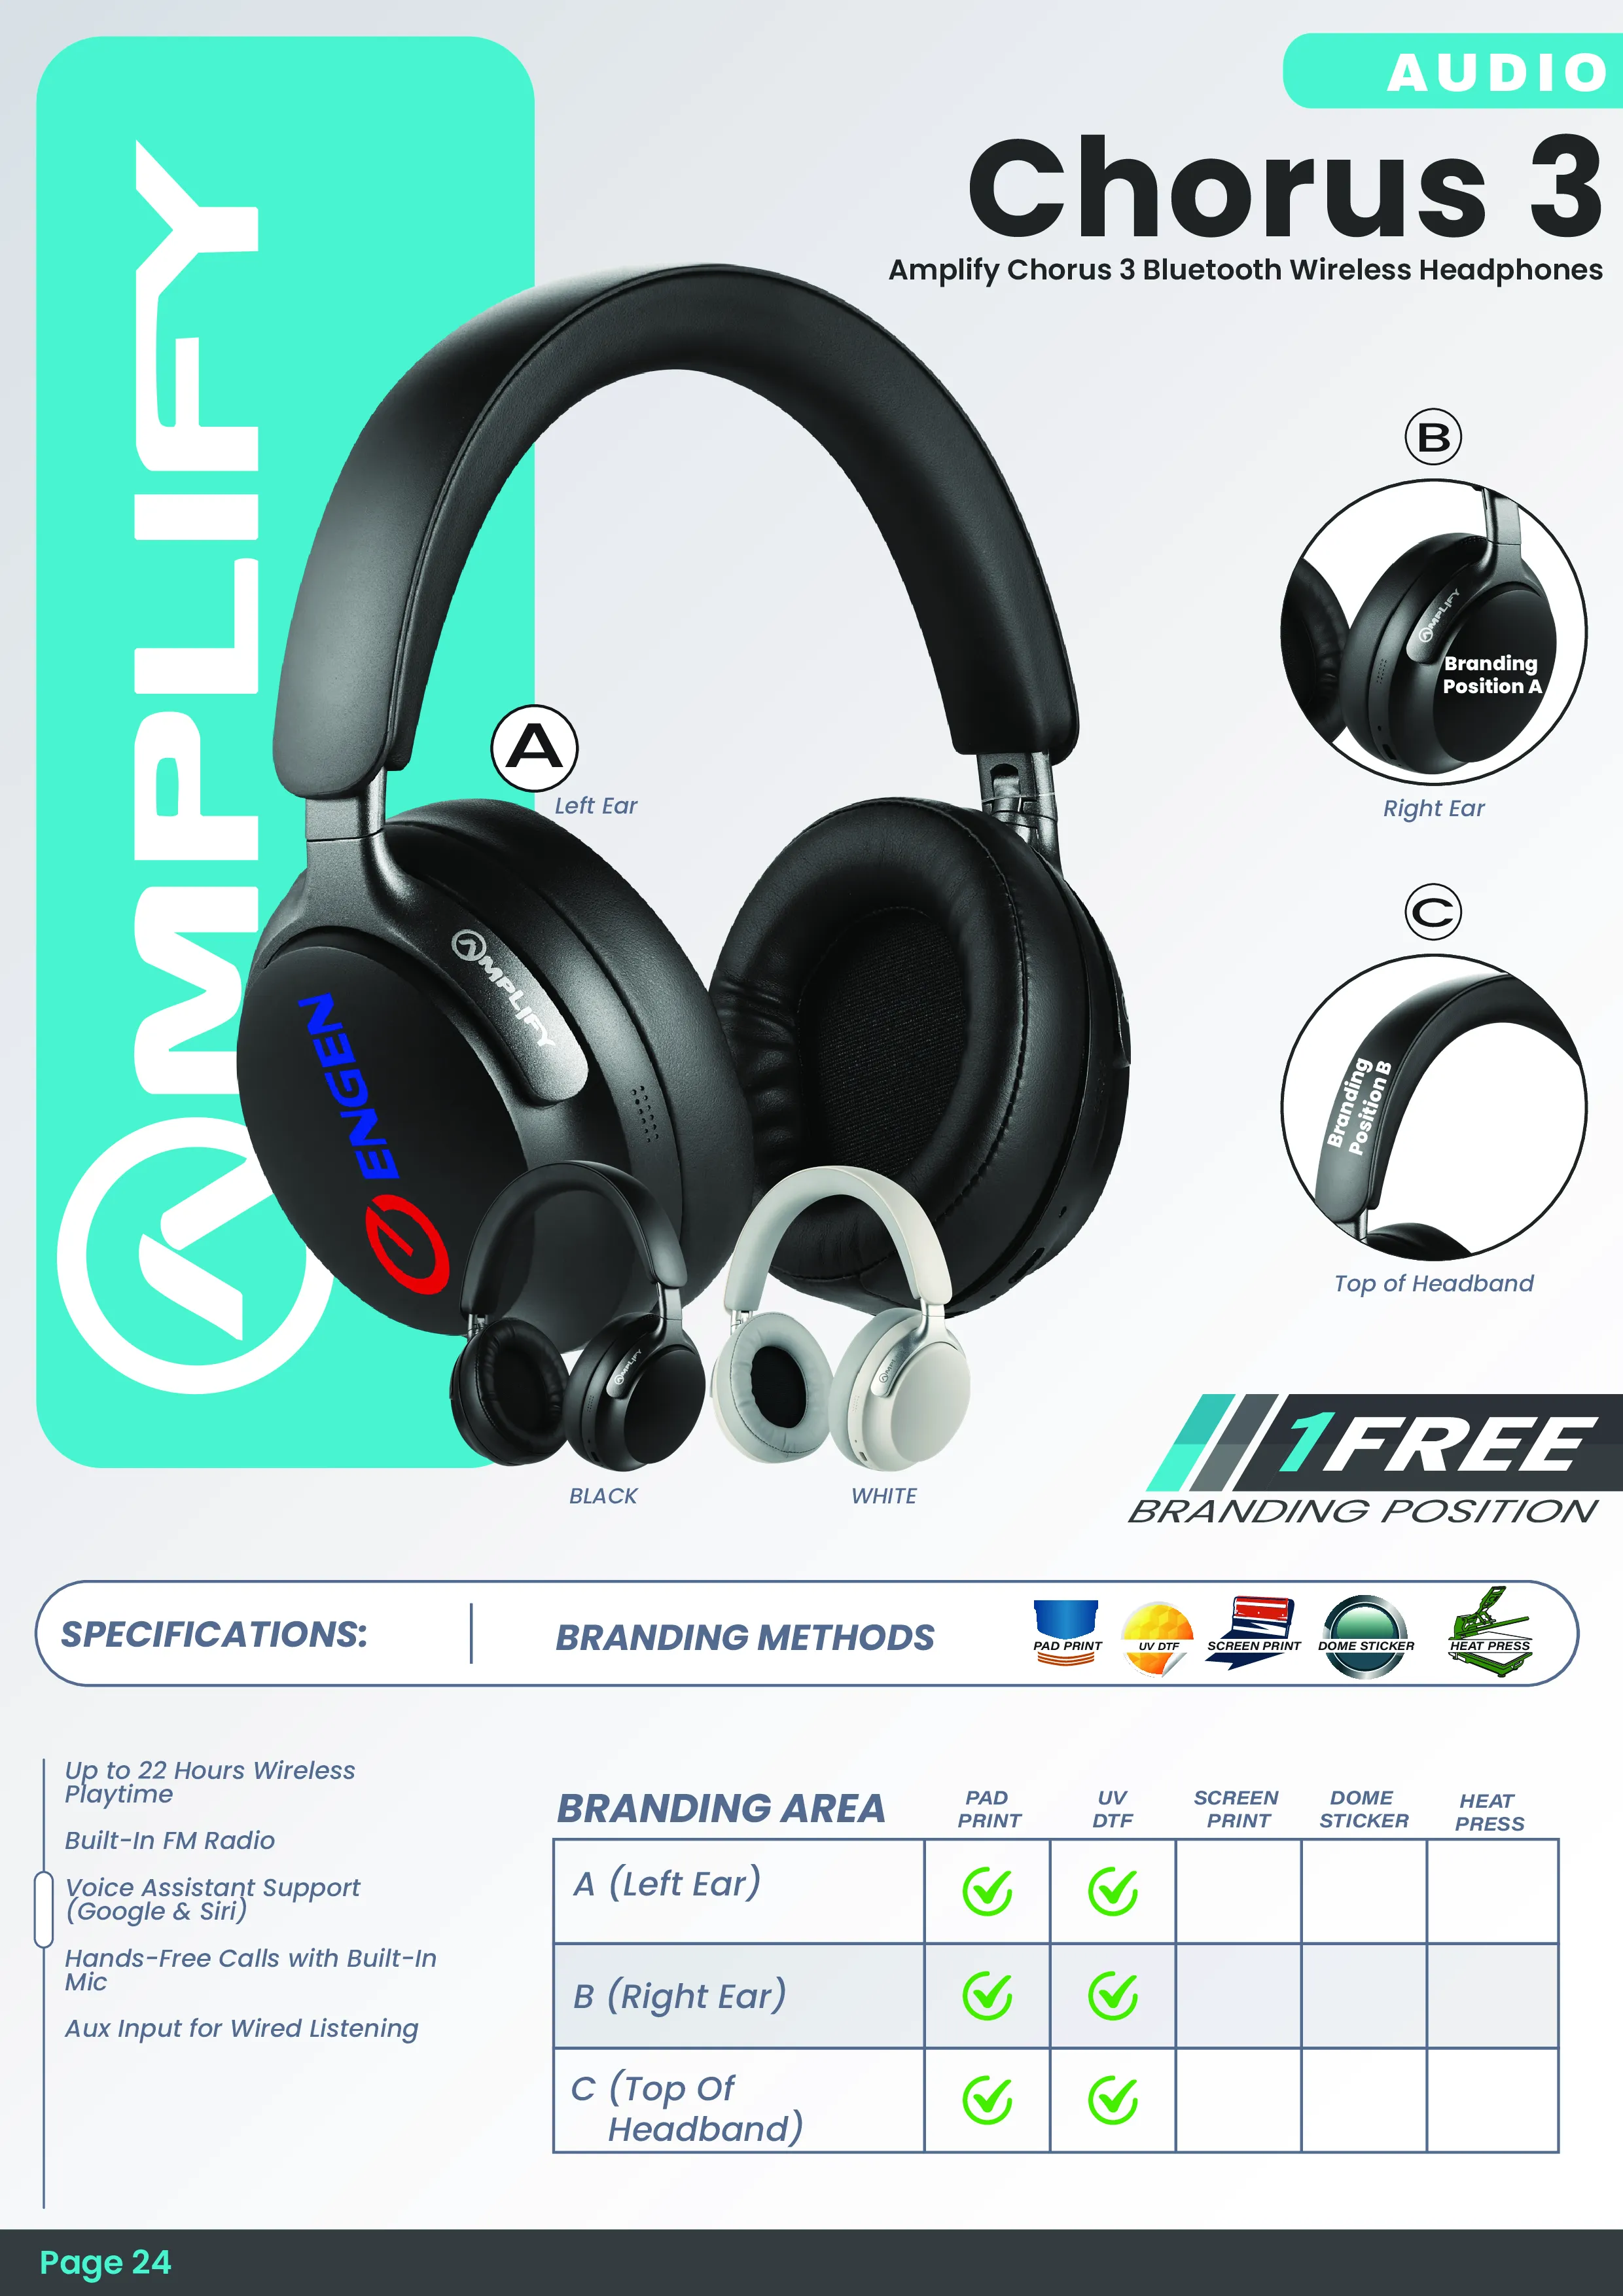 AUDIO
Chorus 3
Amplify Chorus 3 Bluetooth Wireless Headphones
AMPLIFY
A
Left Ear
AMPLIFY
ENGEN
B
AMPLIFY
Branding
Position A
Right Ear
C
Branding
Position B
Top of Headband
AMPLIFY
BLACK
WHITE
1FREE
BRANDING POSITION
SPECIFICATIONS:
BRANDING METHODS
PAD PRINT
UV DTF
SCREEN PRINT
DOME STICKER
HEAT PRESS
Up to 22 Hours Wireless
Playtime
Built-In FM Radio
Voice Assistant Support
(Google & Siri)
Hands-Free Calls with Built-In
Mic
Aux Input for Wired Listening
BRANDING AREA
PAD
PRINT
UV
DTF
SCREEN
PRINT
DOME
STICKER
HEAT
PRESS
A (Left Ear)
B (Right Ear)
C (Top Of
Headband)
Page 24